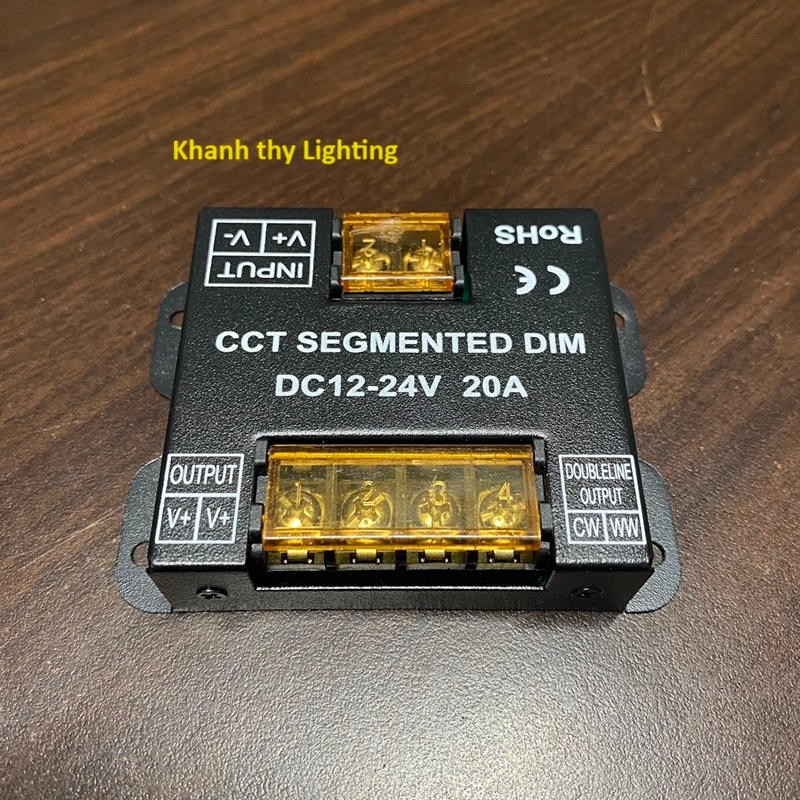 Khanh thy Lighting
V- V+
INPUT
2 1
RoHS
CE
CCT SEGMENTED DIM
DC12-24V 20A
OUTPUT
V+ V+
1 2 3 4
DOUBLELINE
OUTPUT
CW WW